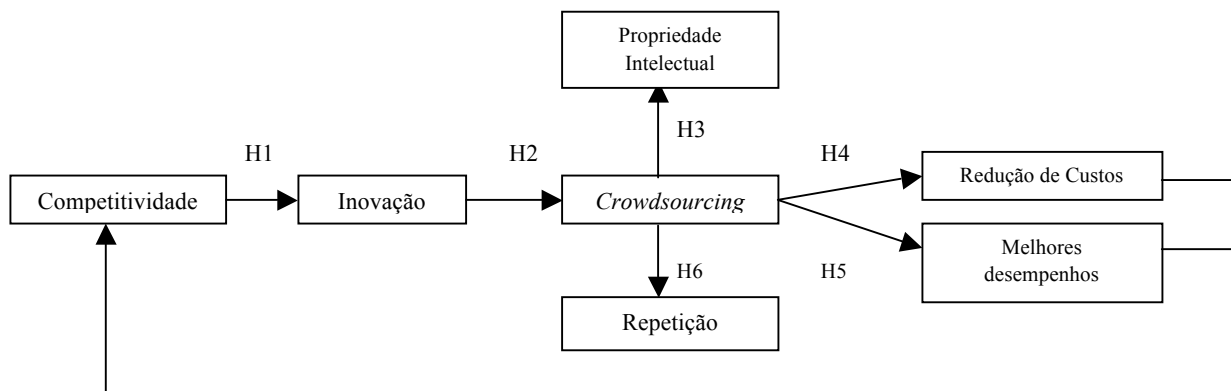 Propriedade
Intelectual
H3
H1
H2
H4
Competitividade
Inovação
Crowdsourcing
Redução de Custos
Melhores
desempenhos
H6
H5
Repetição